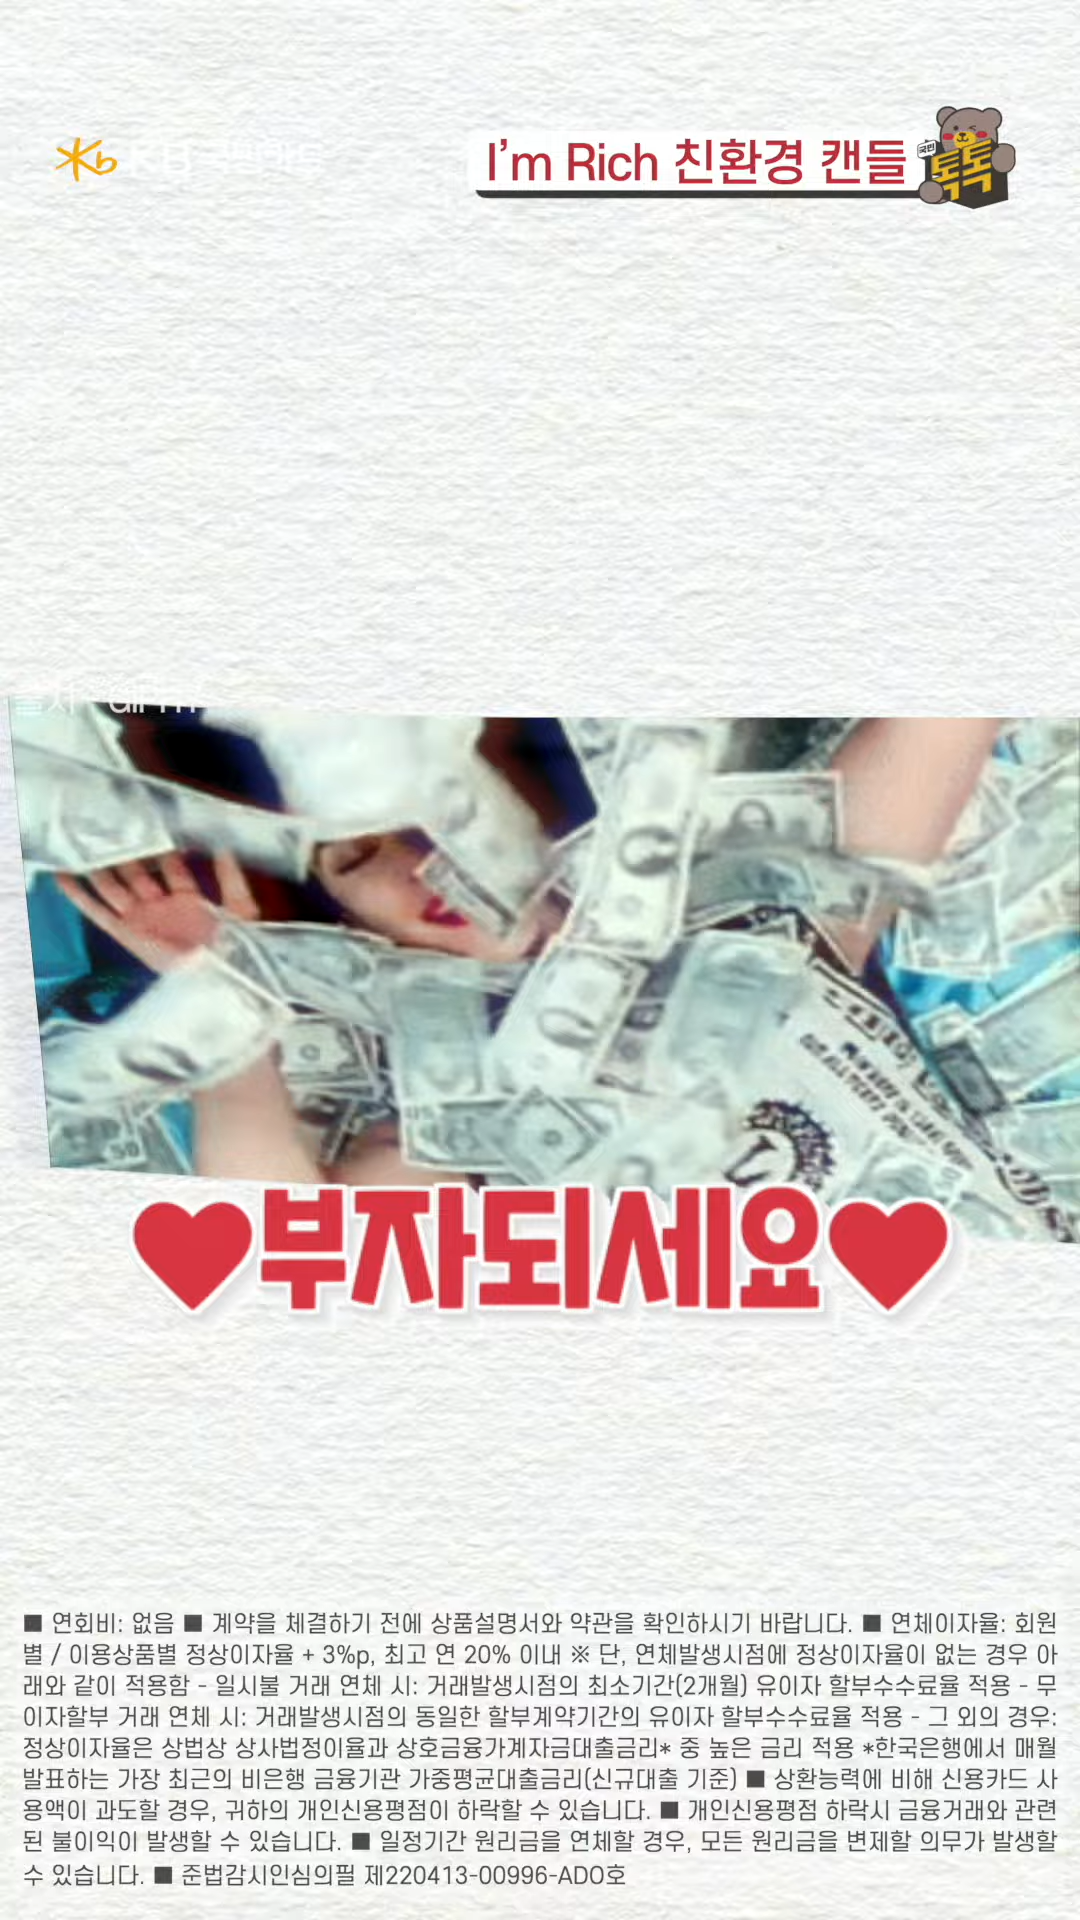 Kb
I'm Rich 친환경 캔들
국민
톡톡
출처 : GIPHY
50
♥부자되세요♥
■ 연회비: 없음 ■ 계약을 체결하기 전에 상품설명서와 약관을 확인하시기 바랍니다. ■ 연체이자율: 회원
별 / 이용상품별 정상이자율 + 3%p, 최고 연 20% 이내 ※ 단, 연체발생시점에 정상이자율이 없는 경우 아
래와 같이 적용함 - 일시불 거래 연체 시: 거래발생시점의 최소기간(2개월) 유이자 할부수수료율 적용 - 무
이자할부 거래 연체 시: 거래발생시점의 동일한 할부계약기간의 유이자 할부수수료율 적용 - 그 외의 경우:
정상이자율은 상법상 상사법정이율과 상호금융가계자금대출금리* 중 높은 금리 적용 *한국은행에서 매월
발표하는 가장 최근의 비은행 금융기관 가중평균대출금리(신규대출 기준) ■ 상환능력에 비해 신용카드 사
용액이 과도할 경우, 귀하의 개인신용평점이 하락할 수 있습니다. ■ 개인신용평점 하락시 금융거래와 관련
된 불이익이 발생할 수 있습니다. ■ 일정기간 원리금을 연체할 경우, 모든 원리금을 변제할 의무가 발생할
수 있습니다. ■ 준법감시인심의필 제220413-00996-ADO호